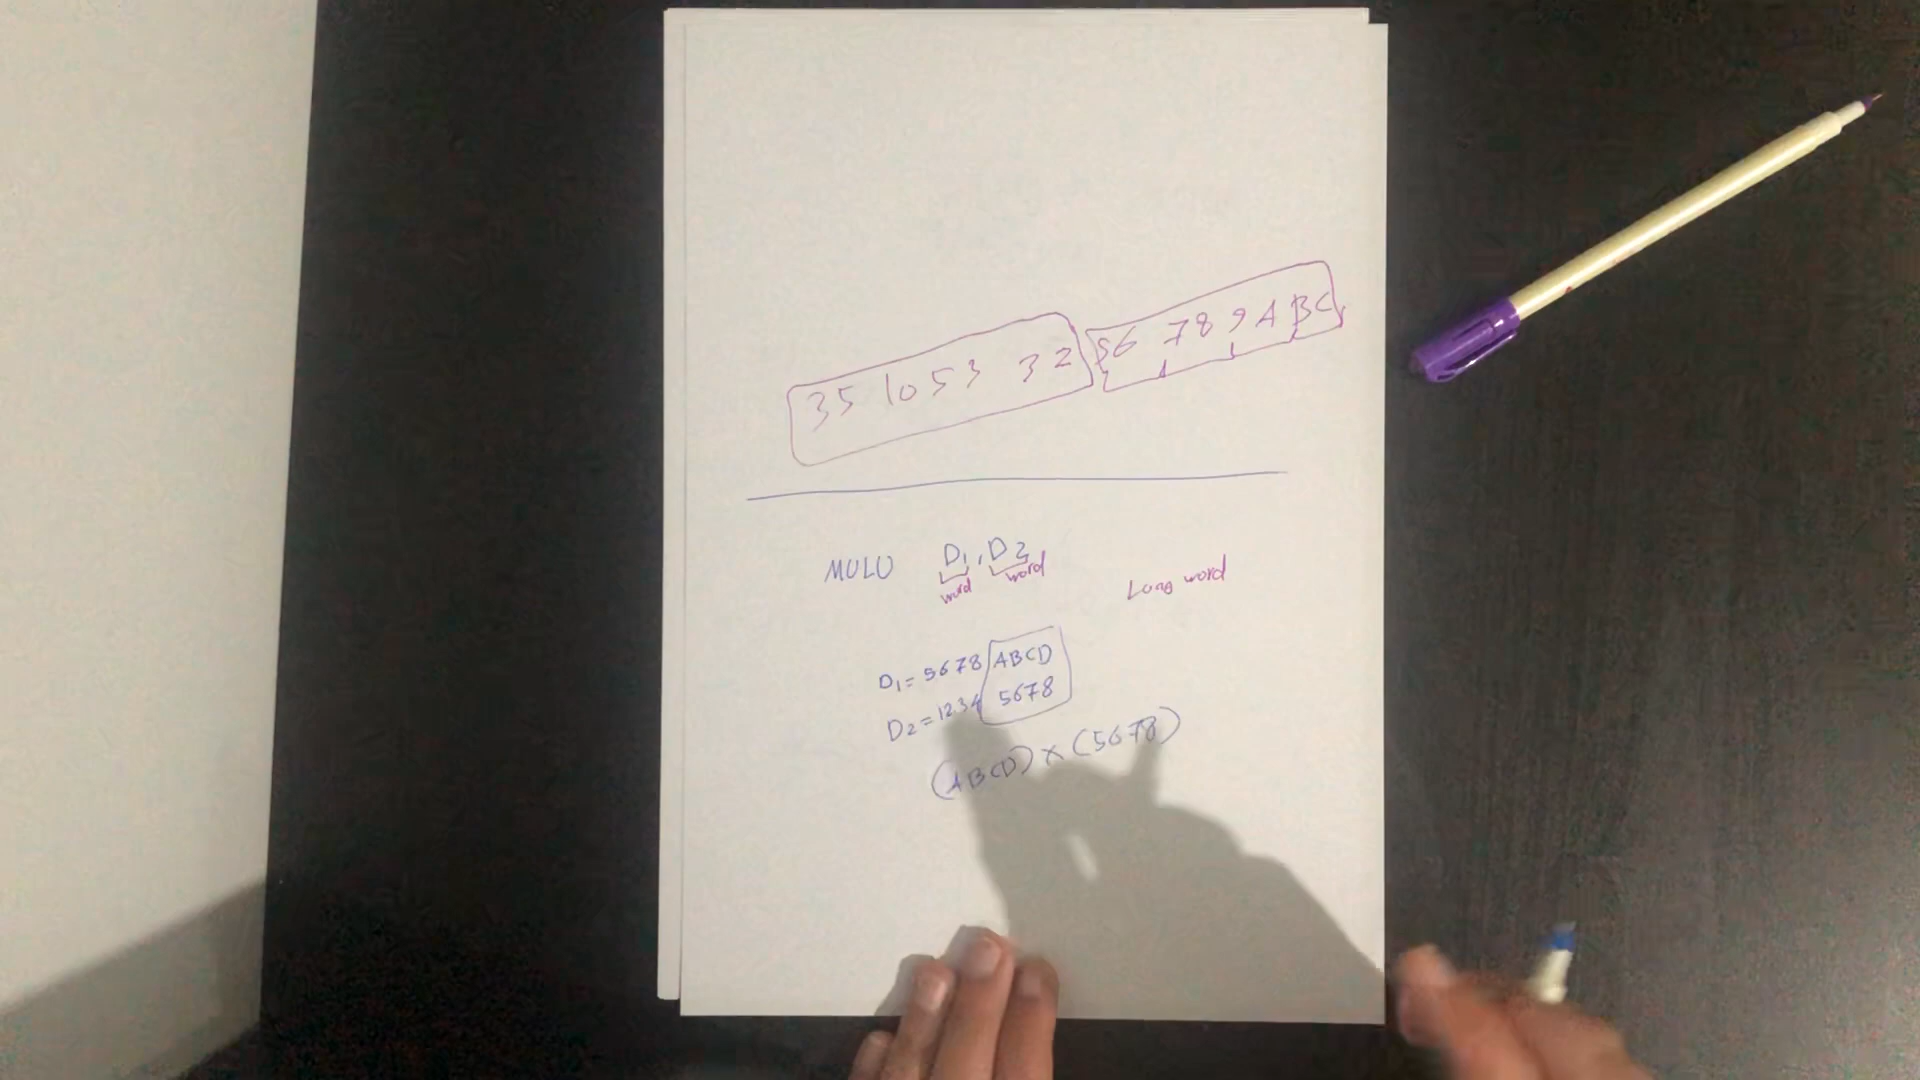 35 10 53 32 56 78 9A BC
MULU D1, D2
word word
Long word
D1 = 5678 ABCD
D2 = 1234 5678
(ABCD) x (5678)